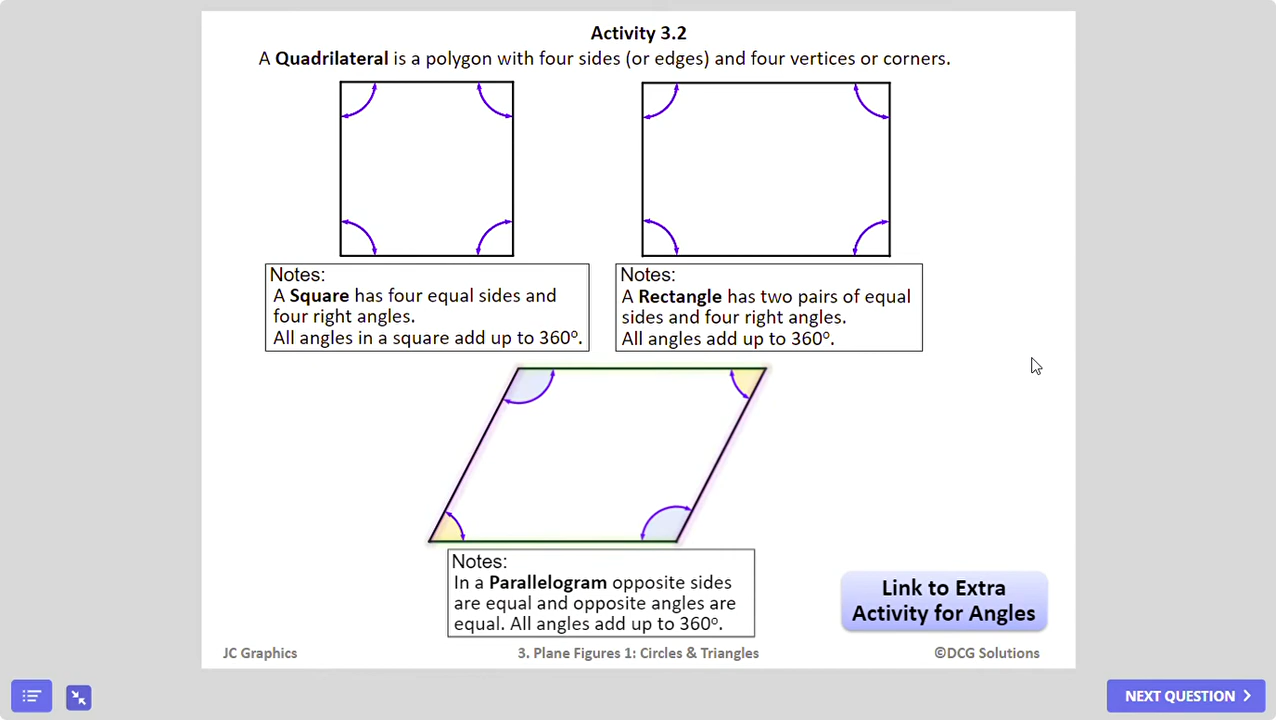 Activity 3.2
A Quadrilateral is a polygon with four sides (or edges) and four vertices or corners.
Notes:
A Square has four equal sides and
four right angles.
All angles in a square add up to 360º.
Notes:
A Rectangle has two pairs of equal
sides and four right angles.
All angles add up to 360º.
Notes:
In a Parallelogram opposite sides
are equal and opposite angles are
equal. All angles add up to 360º.
Link to Extra
Activity for Angles
JC Graphics
3. Plane Figures 1: Circles & Triangles
©DCG Solutions
NEXT QUESTION